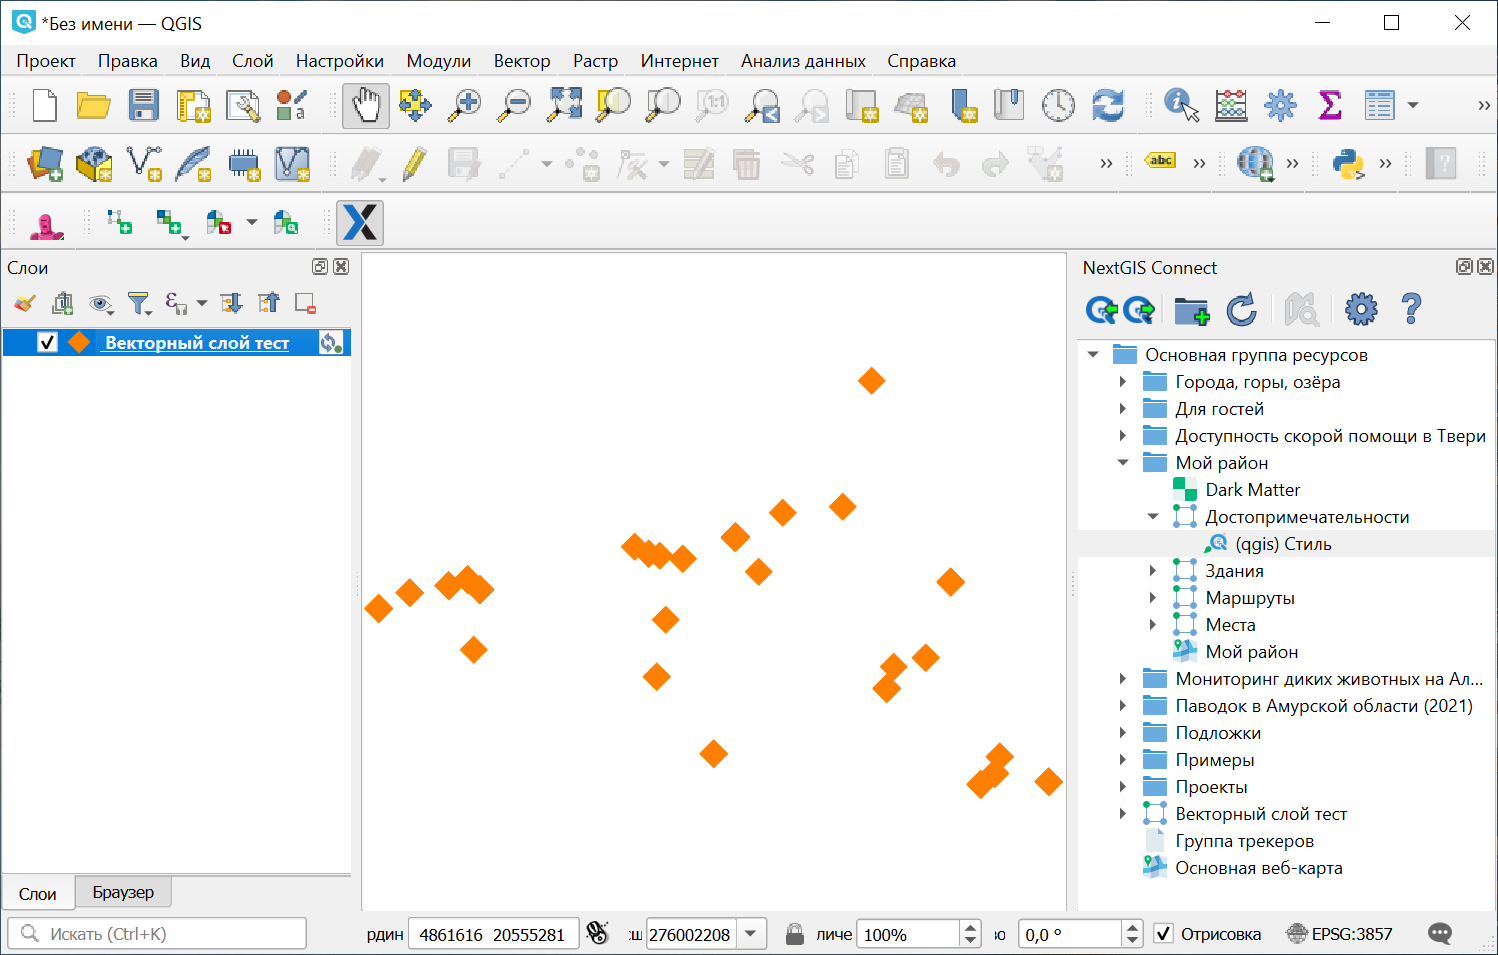 *Без имени — QGIS
Проект Правка Вид Слой Настройки Модули Вектор Растр Интернет Анализ данных Справка
1:1
a
abc
Слои
NextGIS Connect
Векторный слой тест
Основная группа ресурсов
Города, горы, озёра
Для гостей
Доступность скорой помощи в Твери
Мой район
Dark Matter
Достопримечательности
(qgis) Стиль
Здания
Маршруты
Места
Мой район
Мониторинг диких животных на Ал...
Паводок в Амурской области (2021)
Подложки
Примеры
Проекты
Векторный слой тест
Группа трекеров
Основная веб-карта
Слои Браузер
Искать (Ctrl+K) рдин 4861616 20555281 :ш 276002208 личе 100% ю 0,0 ° Отрисовка EPSG:3857